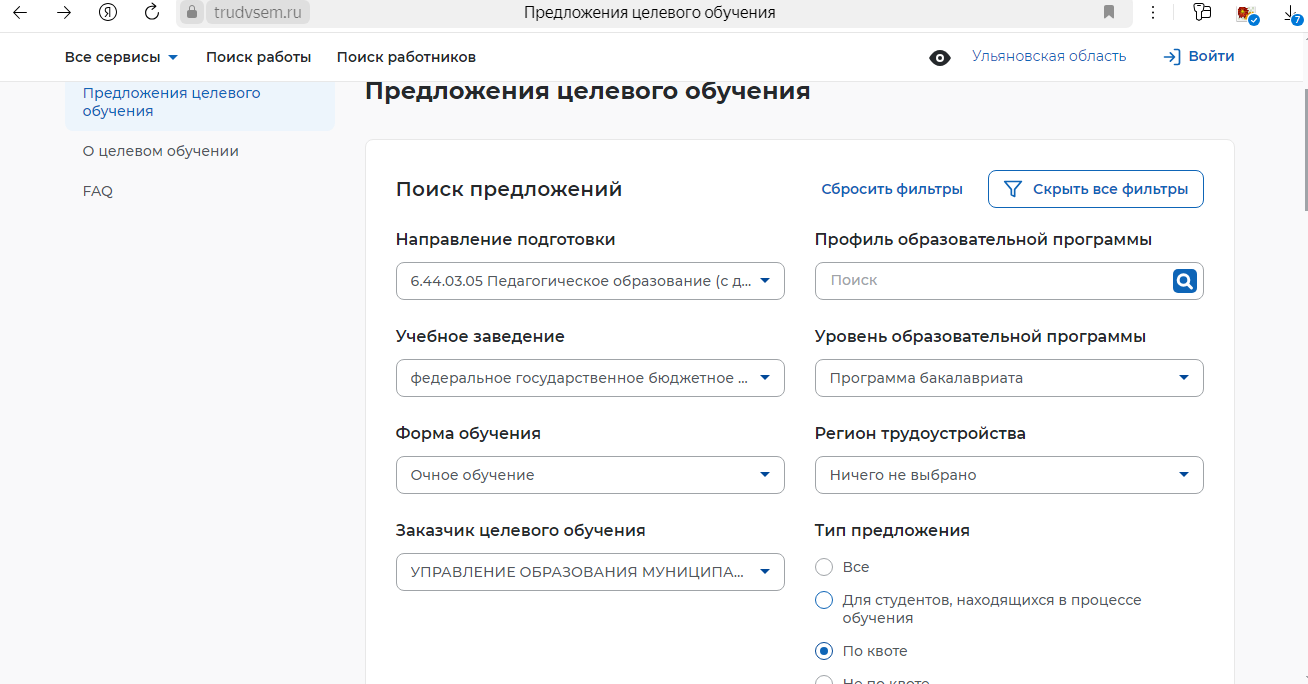 trudvsem.ru
Предложения целевого обучения
7
Все сервисы
Поиск работы
Поиск работников
Ульяновская область
Войти
Предложения целевого
обучения
О целевом обучении
FAQ
Предложения целевого обучения
Поиск предложений
Сбросить фильтры
Скрыть все фильтры
Направление подготовки
Профиль образовательной программы
6.44.03.05 Педагогическое образование (с д...
Поиск
Учебное заведение
Уровень образовательной программы
федеральное государственное бюджетное ...
Программа бакалавриата
Форма обучения
Регион трудоустройства
Очное обучение
Ничего не выбрано
Заказчик целевого обучения
Тип предложения
УПРАВЛЕНИЕ ОБРАЗОВАНИЯ МУНИЦИПА...
Все
Для студентов, находящихся в процессе
обучения
По квоте
Не по квоте